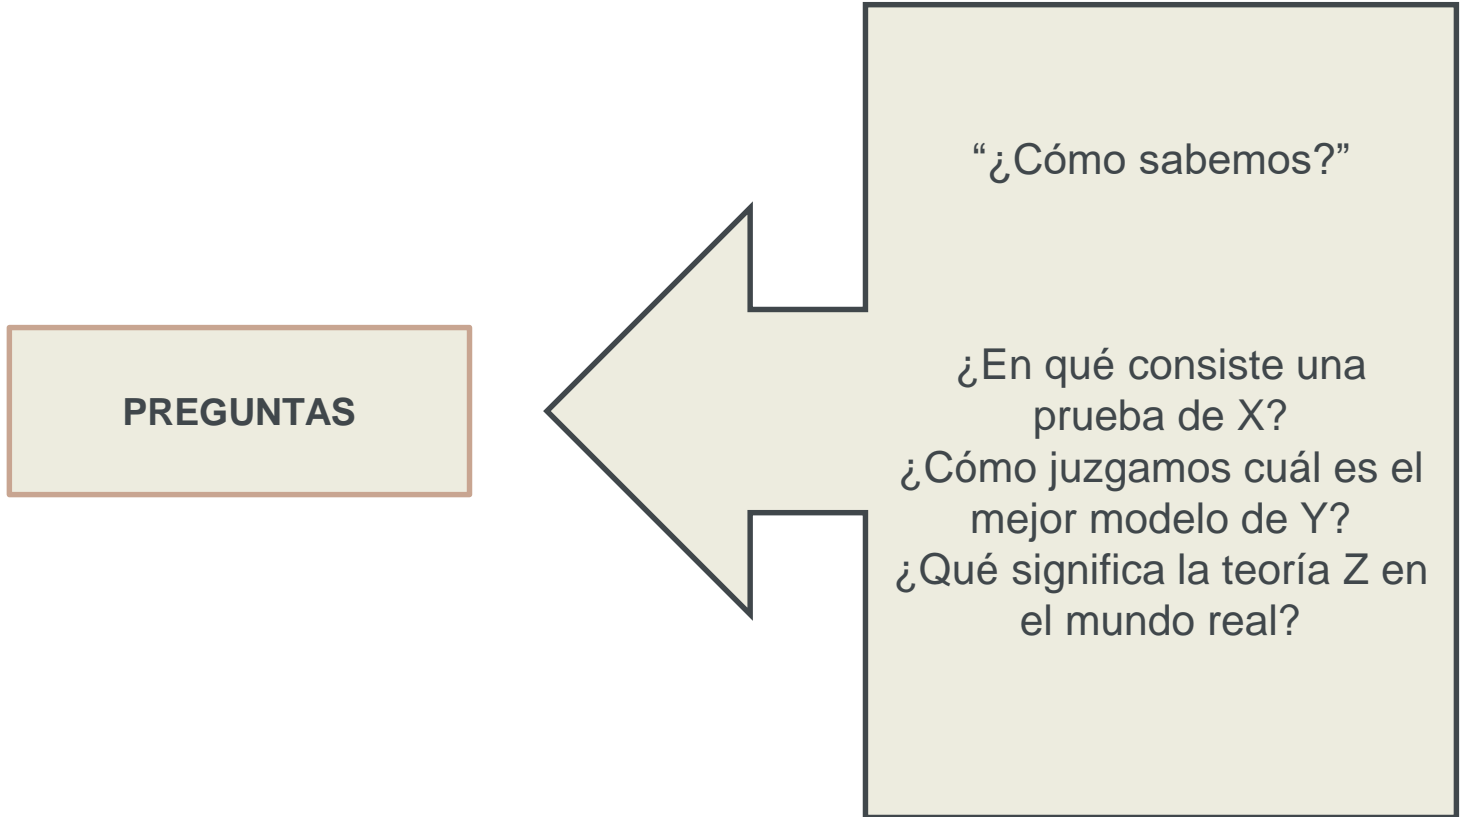 “¿Cómo sabemos?”
PREGUNTAS
¿En qué consiste una
prueba de X?
¿Cómo juzgamos cuál es el
mejor modelo de Y?
¿Qué significa la teoría Z en
el mundo real?